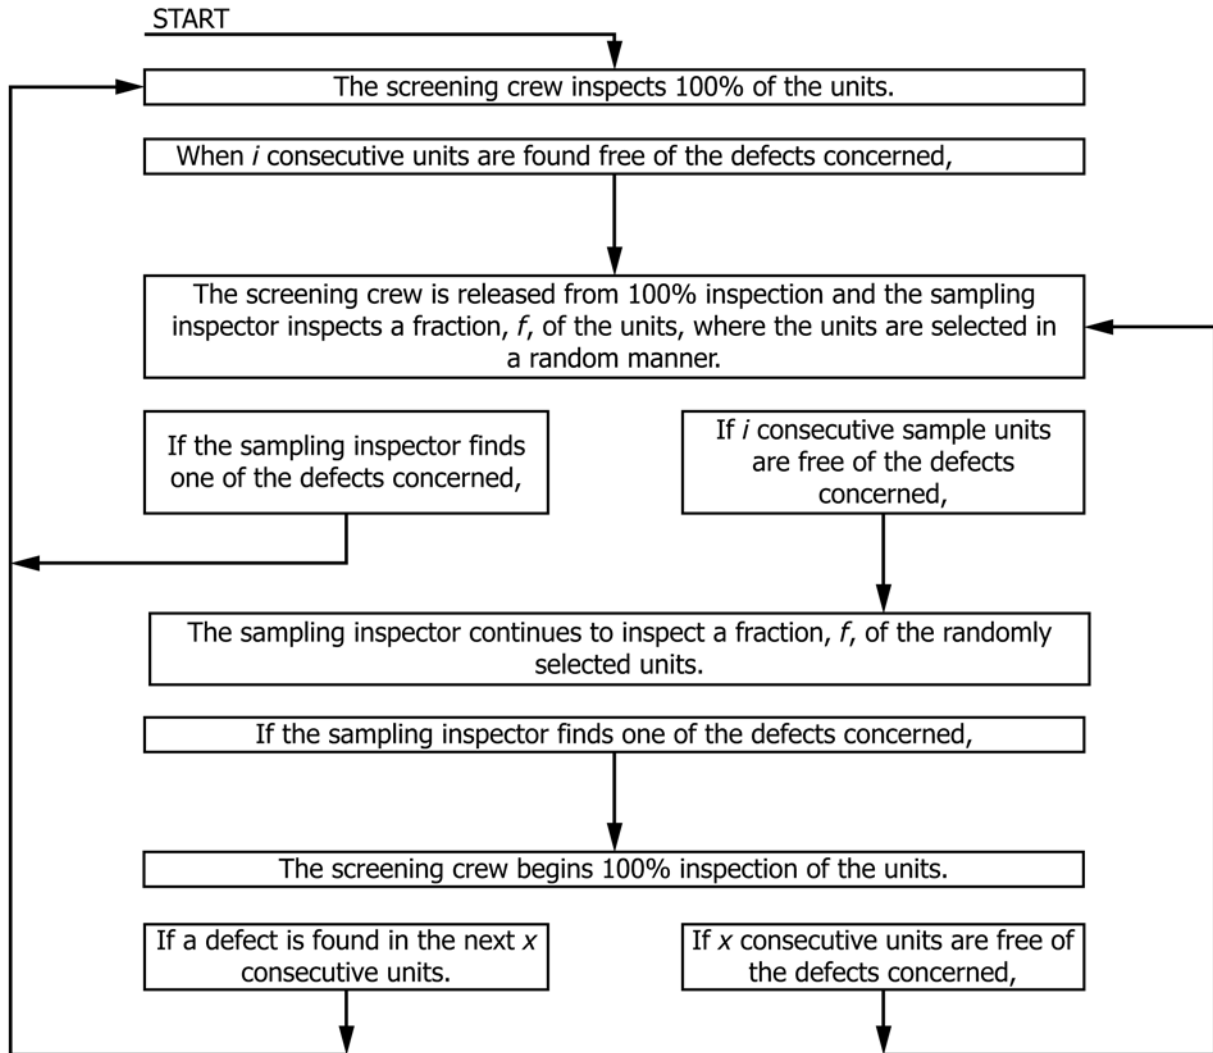 START
The screening crew inspects 100% of the units.
When i consecutive units are found free of the defects concerned,
The screening crew is released from 100% inspection and the sampling
inspector inspects a fraction, f, of the units, where the units are selected in
a random manner.
If the sampling inspector finds
one of the defects concerned,
If i consecutive sample units
are free of the defects
concerned,
The sampling inspector continues to inspect a fraction, f, of the randomly
selected units.
If the sampling inspector finds one of the defects concerned,
The screening crew begins 100% inspection of the units.
If a defect is found in the next x
consecutive units.
If x consecutive units are free of
the defects concerned,